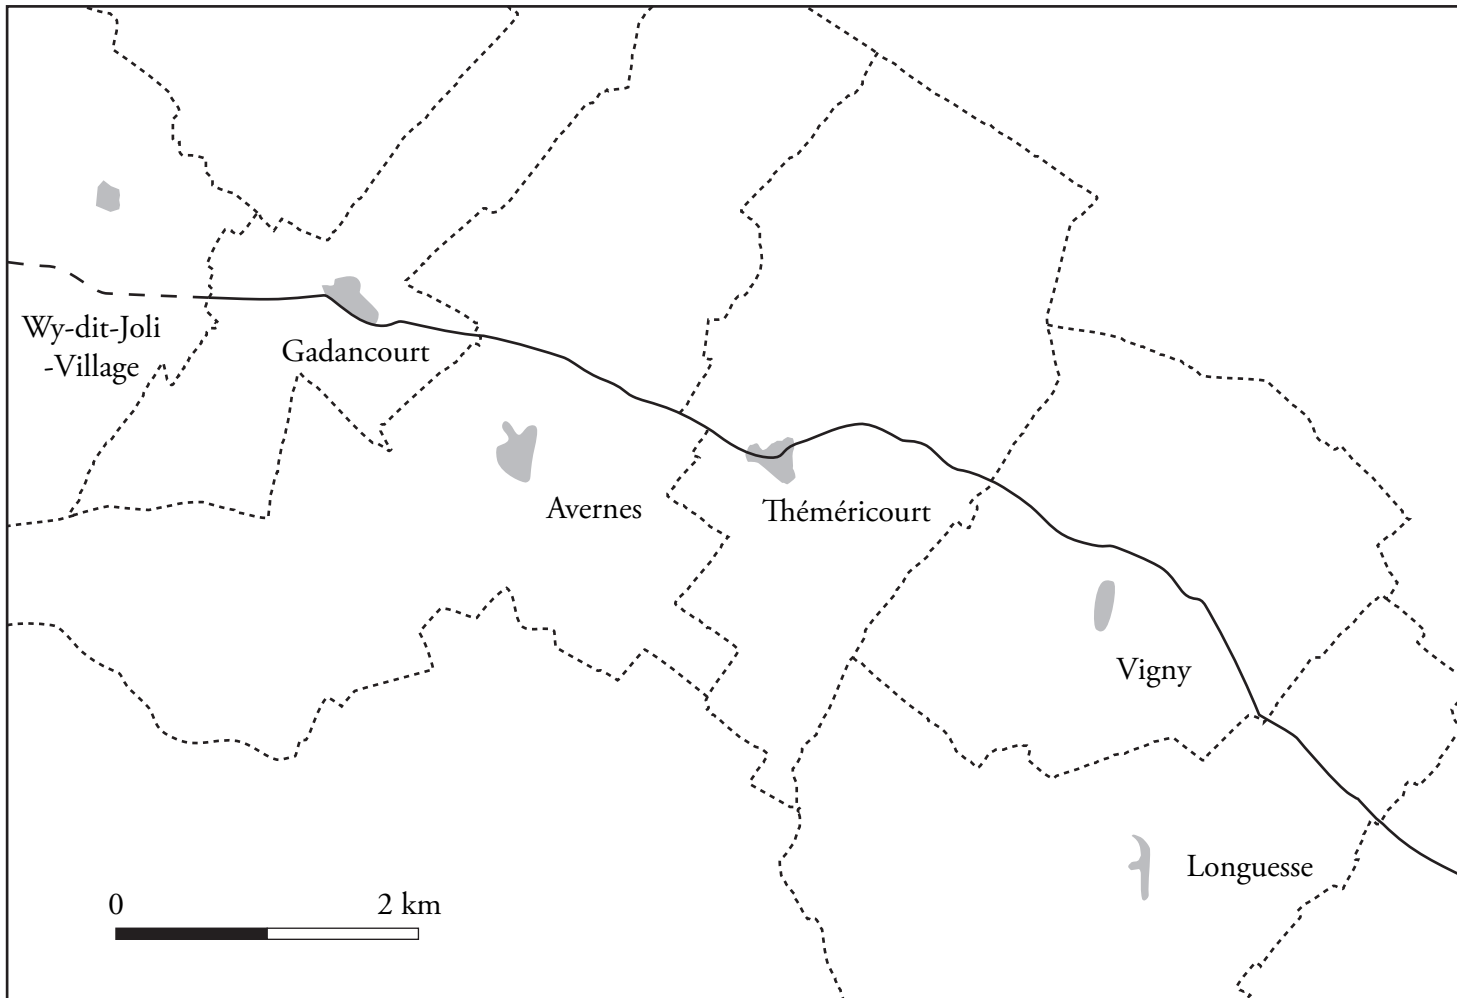 Wy-dit-Joli
-Village
Gadancourt
Avernes
Théméricourt
Vigny
Longuesse
0 2 km